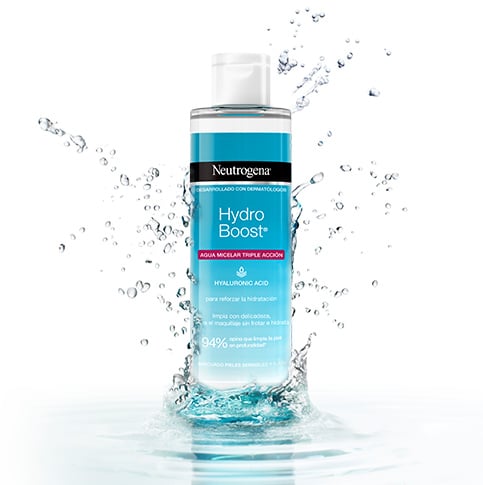 Neutrogena®
DESARROLLADO CON DERMATÓLOGOS
Hydro
Boost®
AGUA MICELAR TRIPLE ACCIÓN
HYALURONIC ACID
para reforzar la hidratación
limpia con delicadeza,
el maquillaje sin frotar e hidrata
94% opina que limpia la piel
en profundidad*
PIELES SENSIBLES